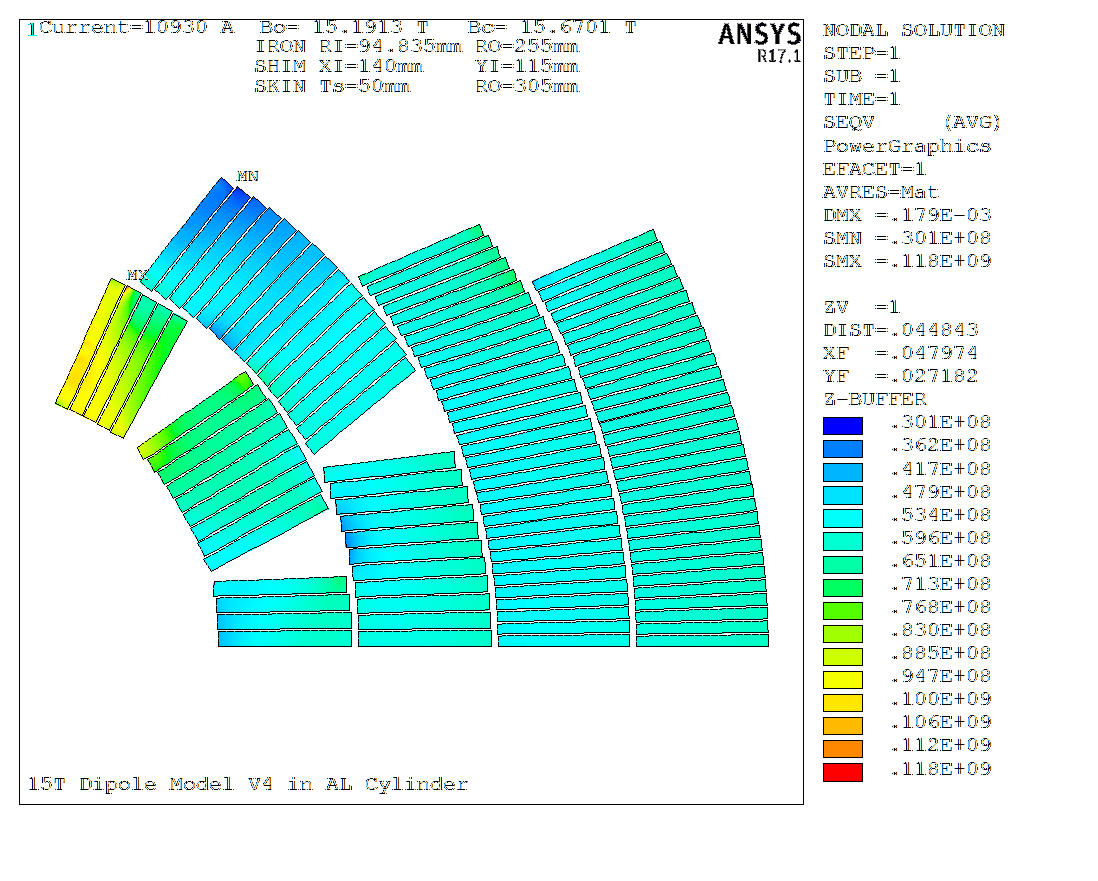 1Current=10930 A Bo= 15.1913 T Bc= 15.6701 T
IRON RI=94.835mm RO=255mm
SHIM XI=140mm YI=115mm
SKIN Ts=50mm RO=305mm
ANSYS
R17.1
MN
MX
15T Dipole Model V4 in AL Cylinder
NODAL SOLUTION
STEP=1
SUB =1
TIME=1
SEQV (AVG)
PowerGraphics
EFACET=1
AVRES=Mat
DMX =.179E-03
SMN =.301E+08
SMX =.118E+09
ZV =1
DIST=.044843
XF =.047974
YF =.027182
Z-BUFFER
.301E+08
.362E+08
.417E+08
.479E+08
.534E+08
.596E+08
.651E+08
.713E+08
.768E+08
.830E+08
.885E+08
.947E+08
.100E+09
.106E+09
.112E+09
.118E+09